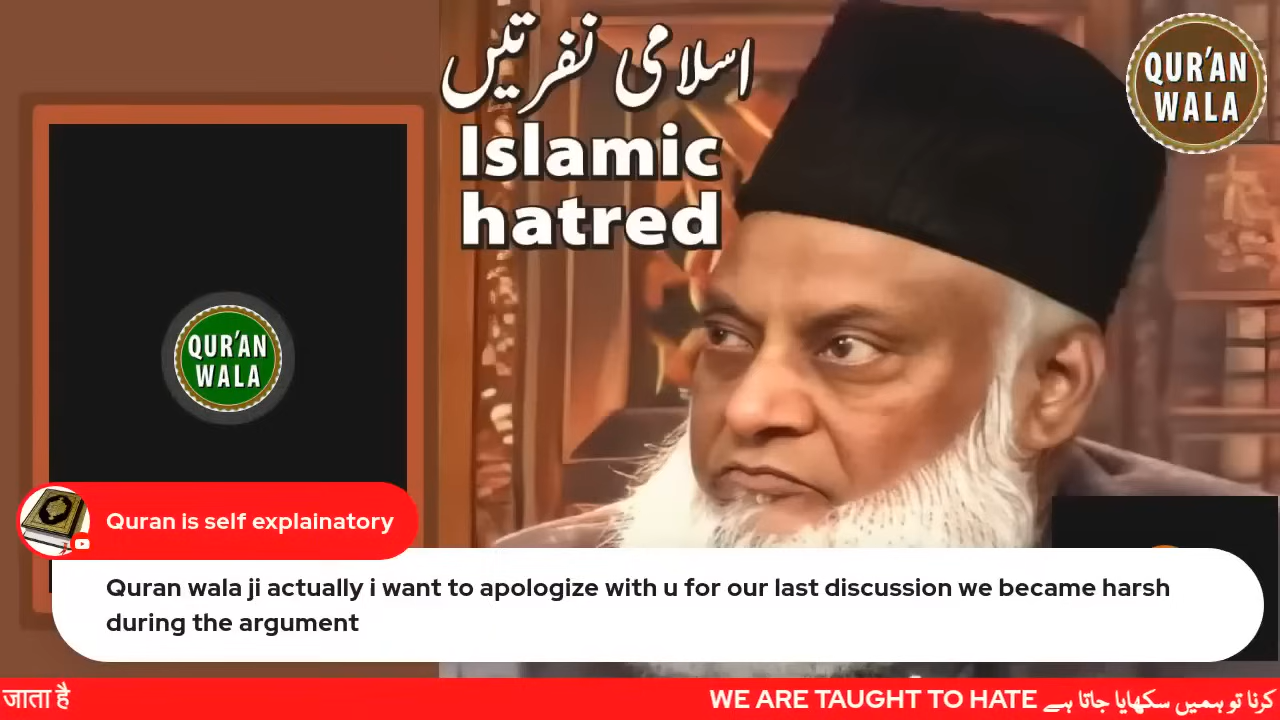 اسلامی نفرتیں
Islamic
hatred
QUR'AN
WALA
QUR'AN
WALA
Quran is self explainatory
Quran wala ji actually i want to apologize with u for our last discussion we became harsh
during the argument
जाता है
WE ARE TAUGHT TO HATE کرنا تو ہمیں سکھایا جاتا ہے